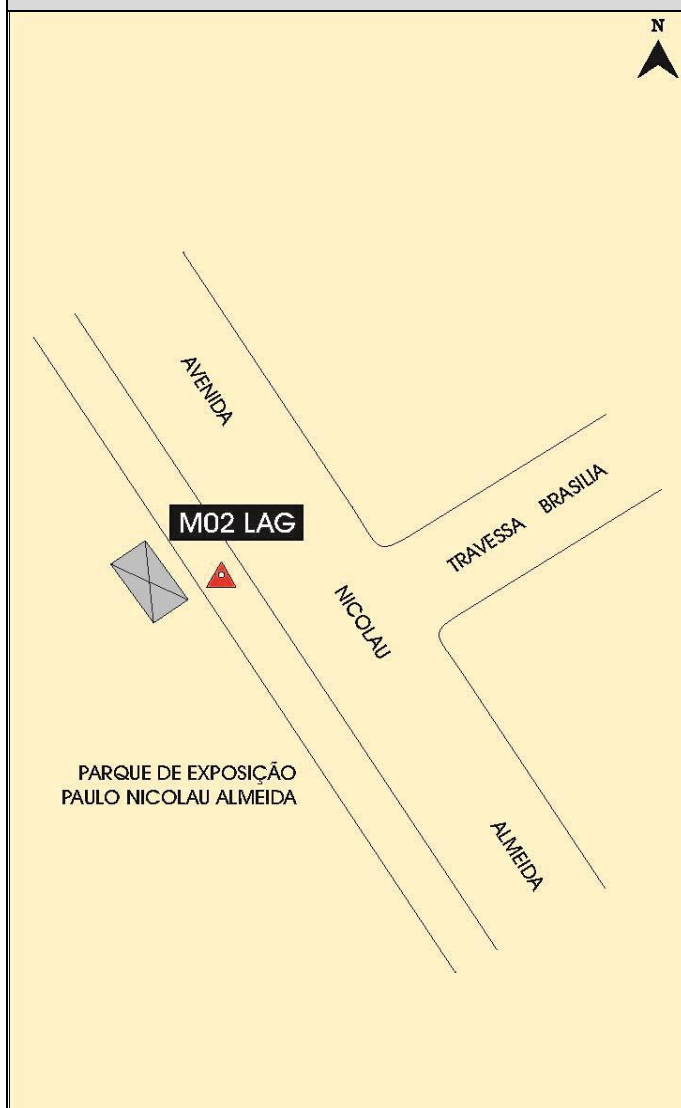 N
AVENIDA
TRAVESSA BRASILIA
M02 LAG
NICOLAU
PARQUE DE EXPOSIÇÃO
PAULO NICOLAU ALMEIDA
ALMEIDA